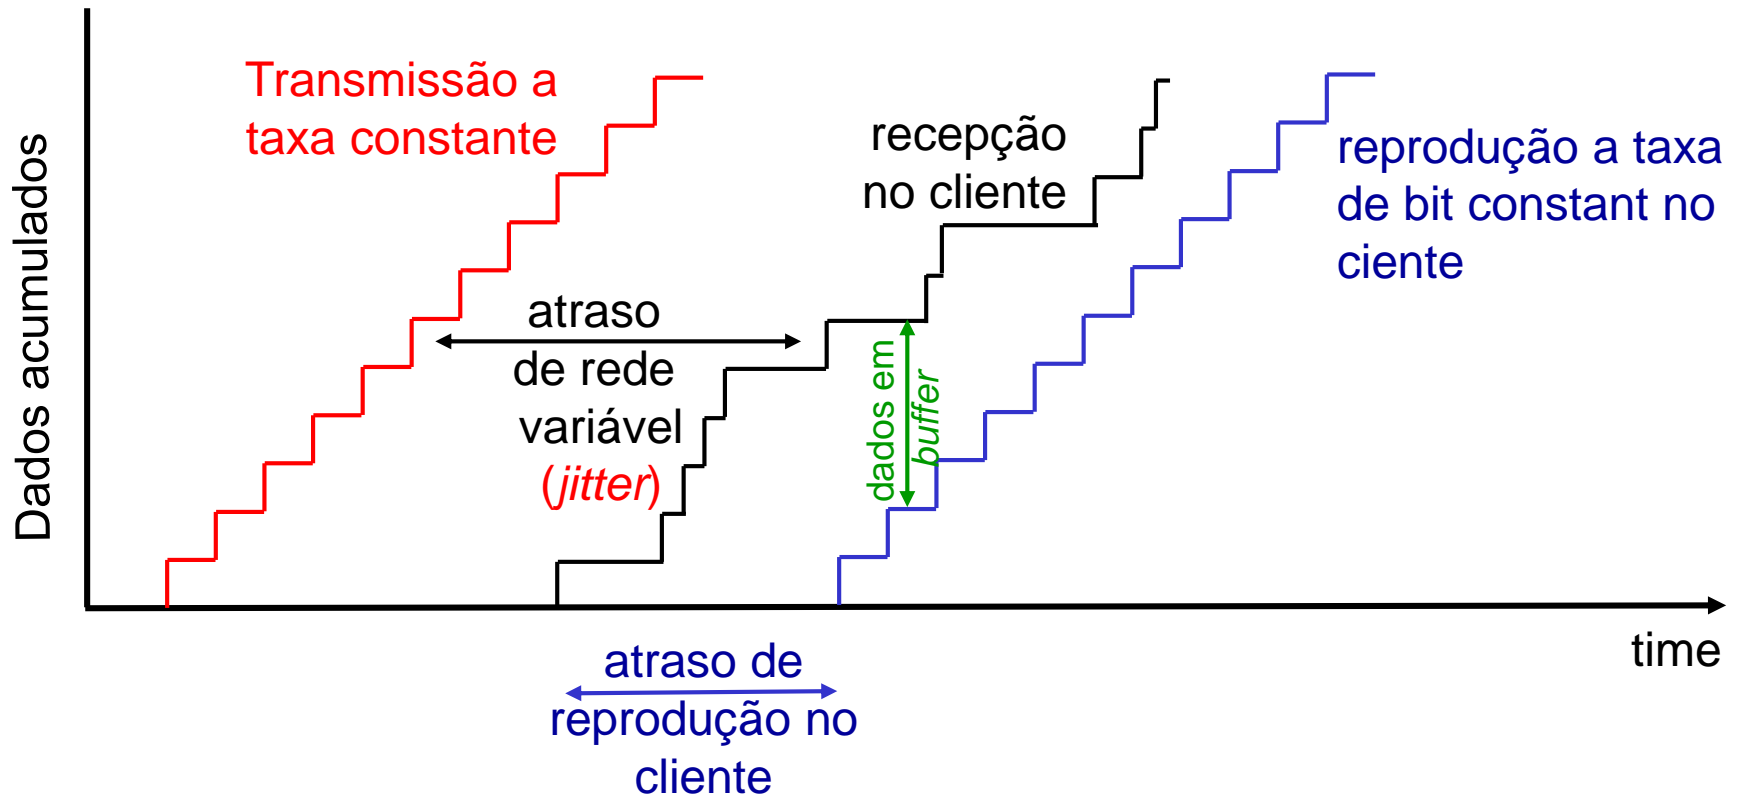 Transmissão a
taxa constante
recepção
no cliente
reprodução a taxa
de bit constant no
ciente
Dados acumulados
atraso
de rede
variável
(jitter)
dados em
buffer
time
atraso de
reprodução no
cliente